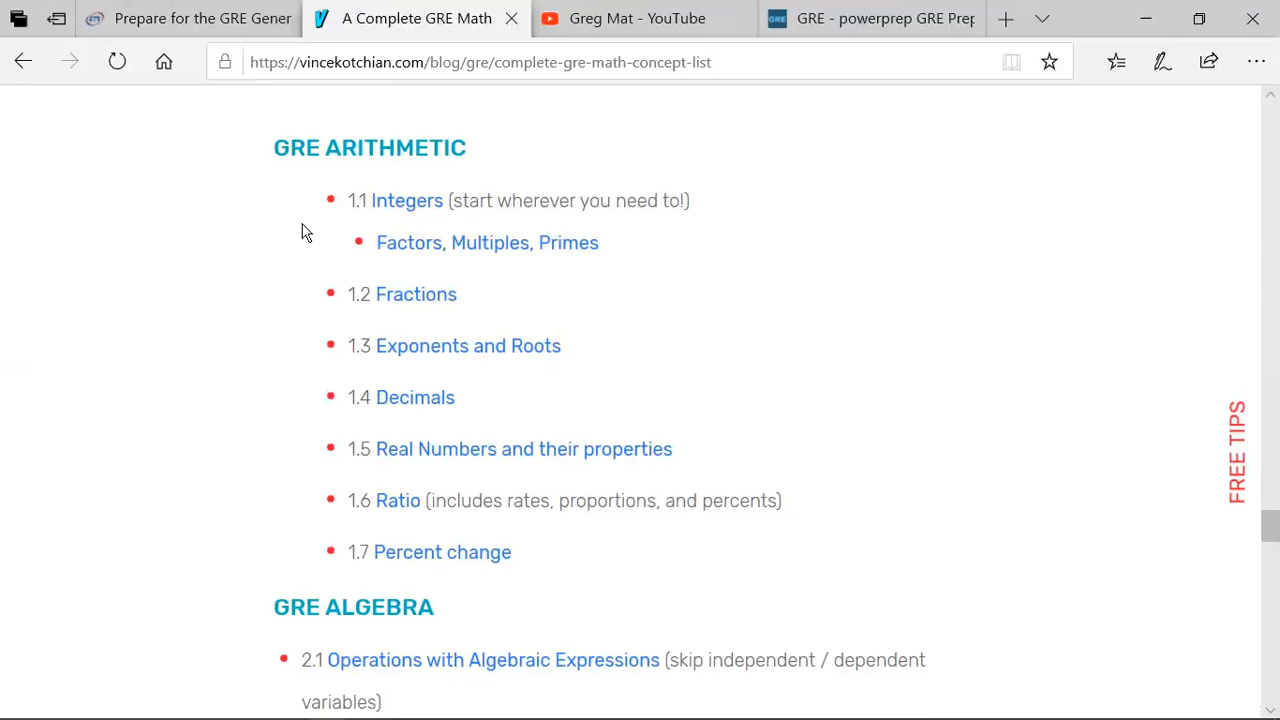 Prepare for the GRE Gener
A Complete GRE Math
Greg Mat - YouTube
GRE
GRE - powerprep GRE Prep
https://vincekotchian.com/blog/gre/complete-gre-math-concept-list
GRE ARITHMETIC
1.1 Integers (start wherever you need to!)
Factors, Multiples, Primes
1.2 Fractions
1.3 Exponents and Roots
1.4 Decimals
1.5 Real Numbers and their properties
1.6 Ratio (includes rates, proportions, and percents)
1.7 Percent change
FREE TIPS
GRE ALGEBRA
2.1 Operations with Algebraic Expressions (skip independent / dependent
variables)